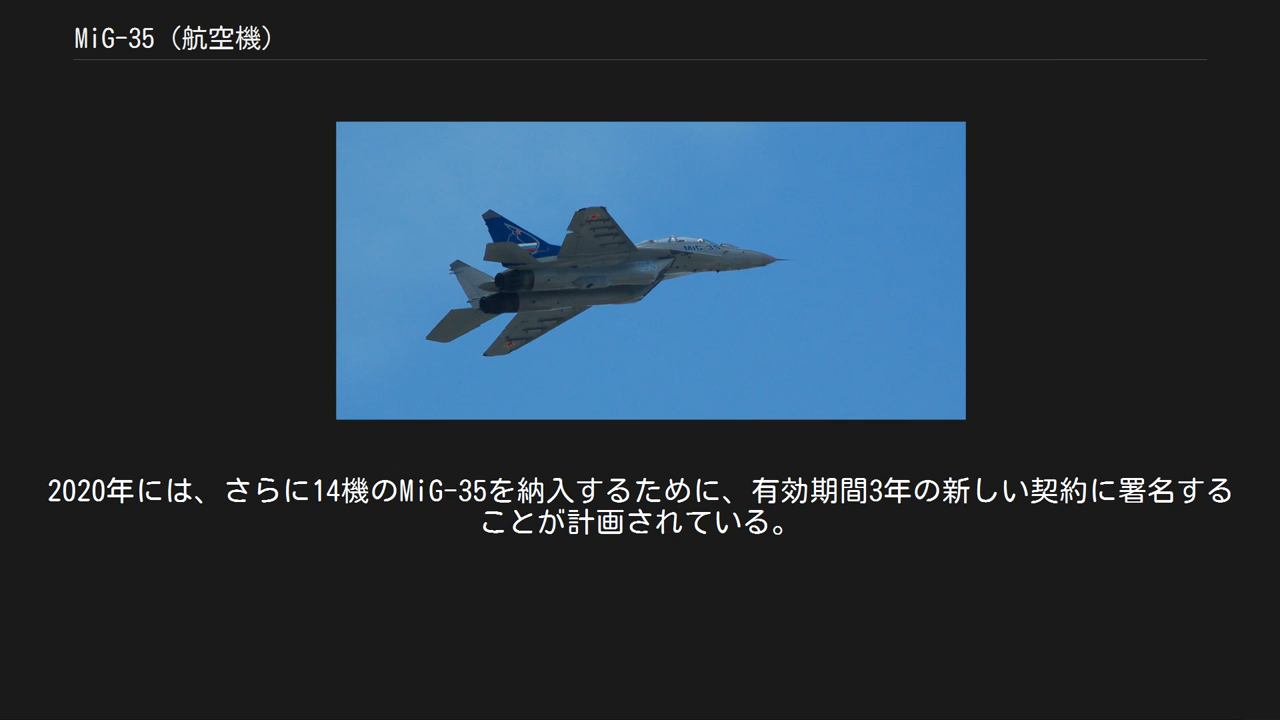 MiG-35（航空機）
MiG-35
2020年には、さらに14機のMiG-35を納入するために、有効期間3年の新しい契約に署名する
ことが計画されている。